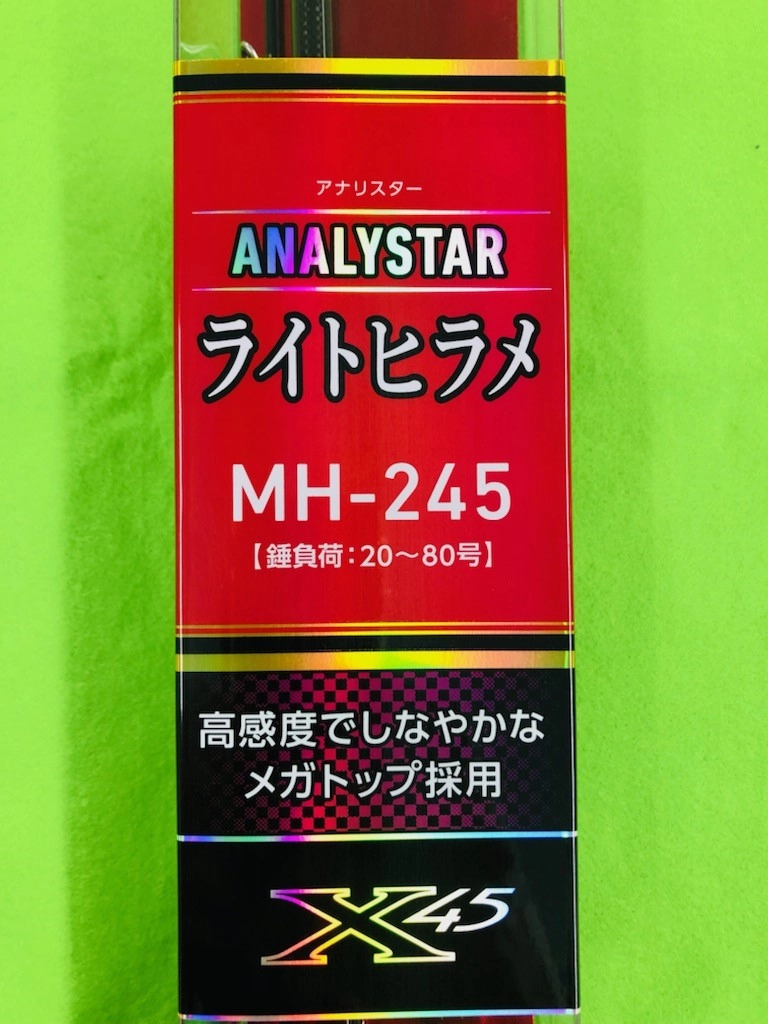 アナリスター
ANALYSTAR
ライトヒラメ
MH-245
【錘負荷:20〜80号】
高感度でしなやかな
メガトップ採用
X45